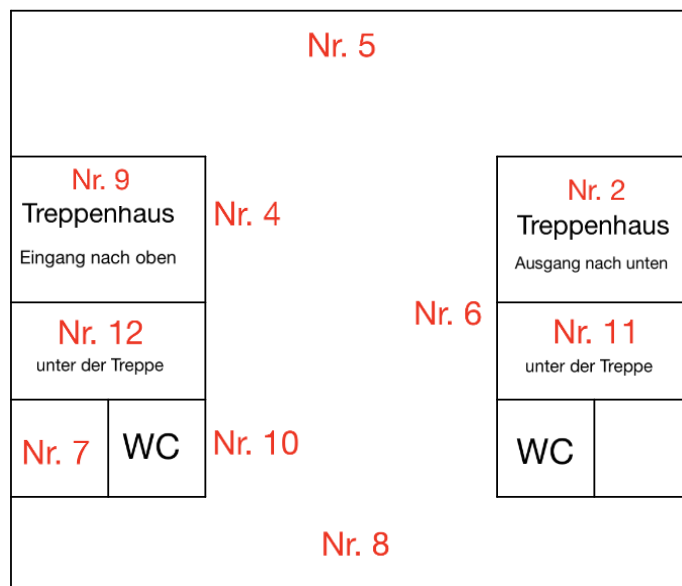 Nr. 5
Nr. 9
Treppenhaus
Eingang nach oben
Nr. 4
Nr. 2
Treppenhaus
Ausgang nach unten
Nr. 6
Nr. 12
unter der Treppe
Nr. 11
unter der Treppe
Nr. 7
WC
Nr. 10
WC
Nr. 8